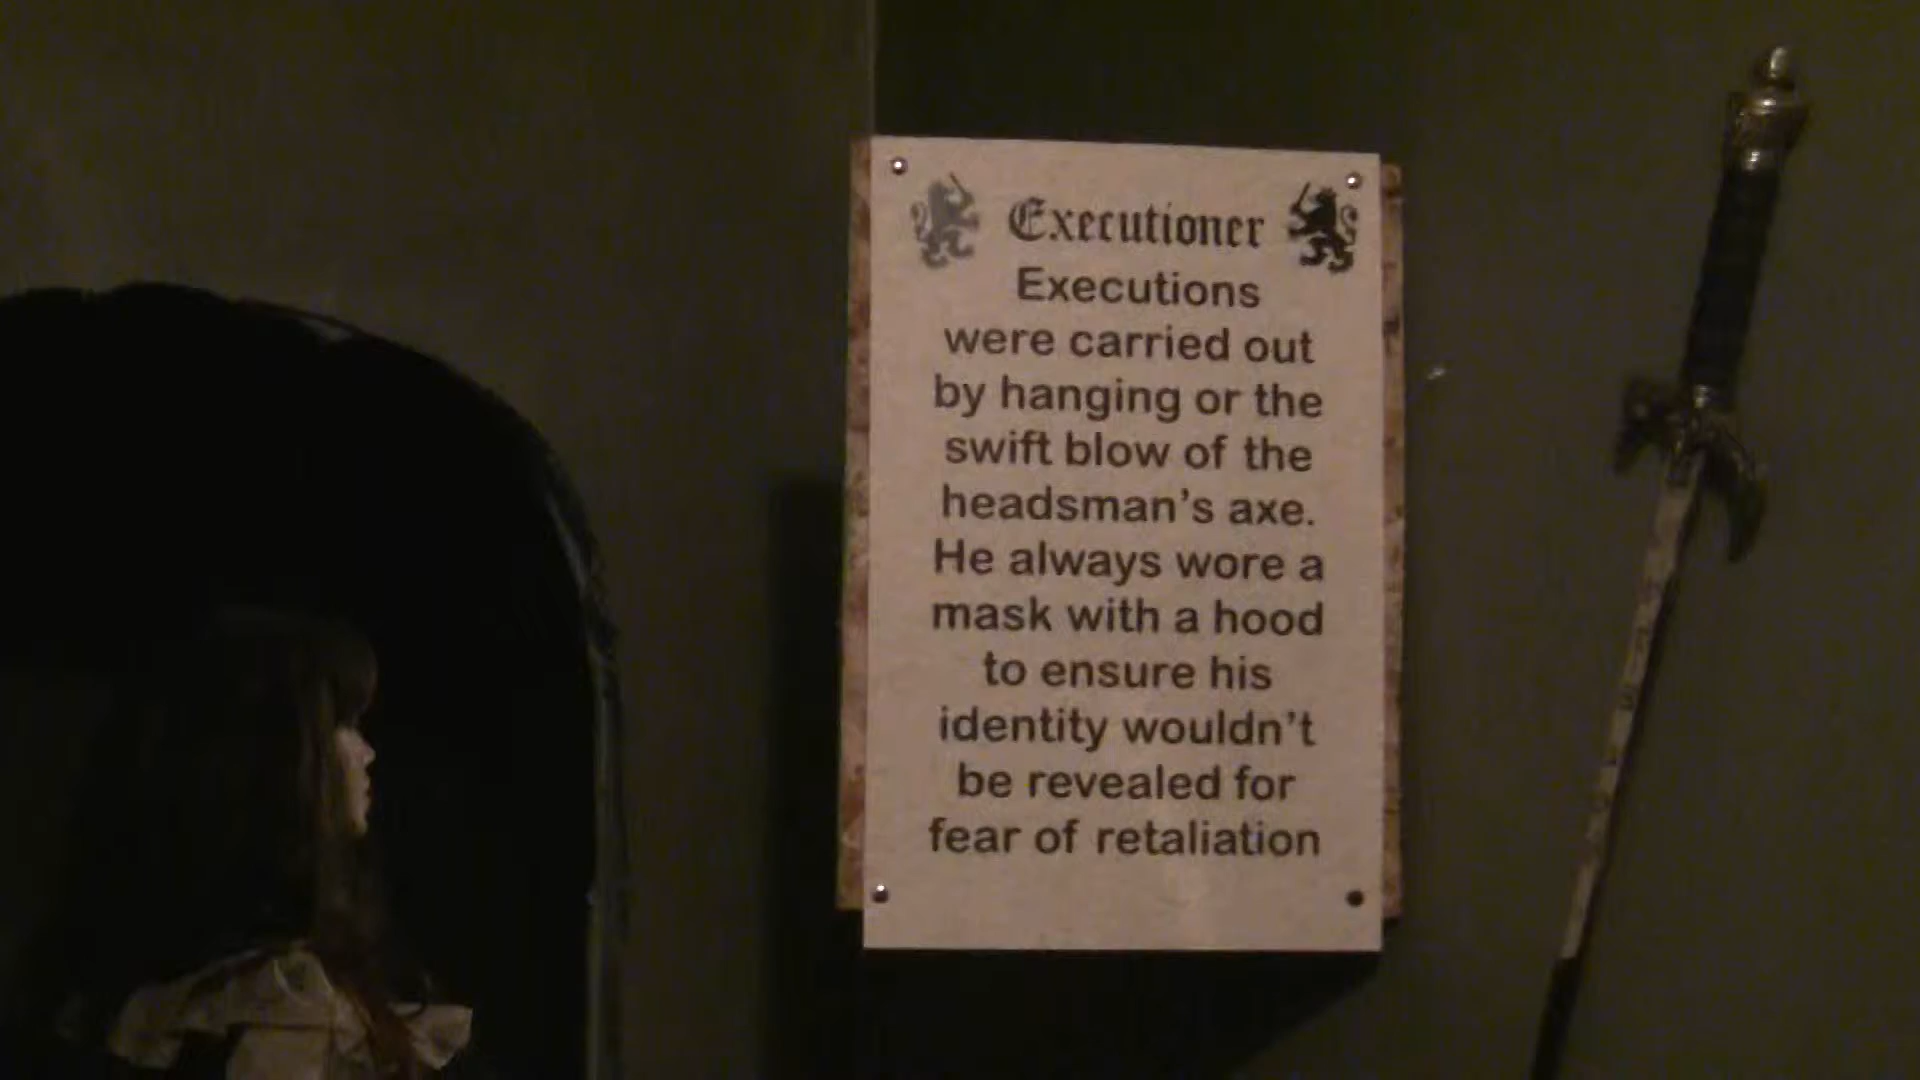 Executioner
Executions
were carried out
by hanging or the
swift blow of the
headsman's axe.
He always wore a
mask with a hood
to ensure his
identity wouldn't
be revealed for
fear of retaliation